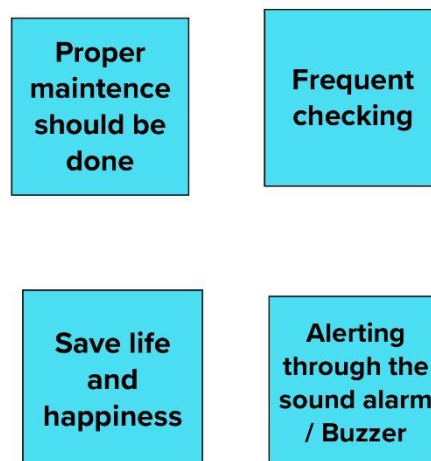 Proper
maintence
should be
done
Frequent
checking
Save life
and
happiness
Alerting
through the
sound alarm
/ Buzzer